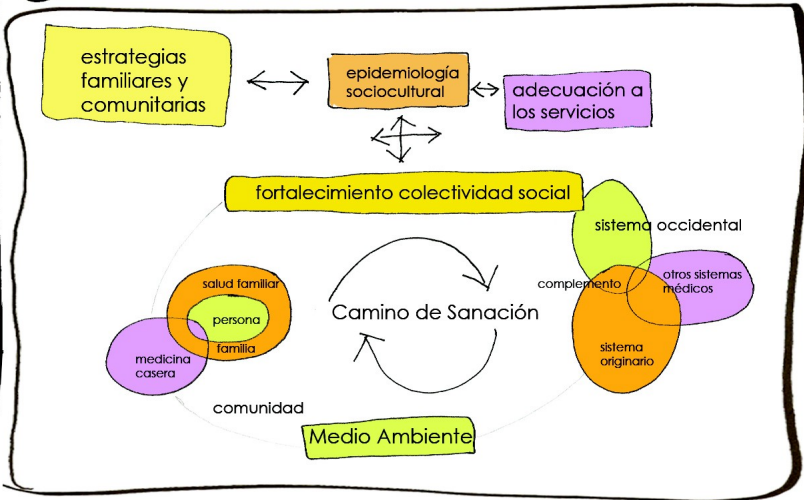 estrategias
familiares y
comunitarias
epidemiología
sociocultural
adecuación a
los servicios
fortalecimiento colectividad social
sistema occidental
salud familiar
persona
familia
medicina
casera
comunidad
Camino de Sanación
complemento
otros sistemas
médicos
sistema
originario
Medio Ambiente